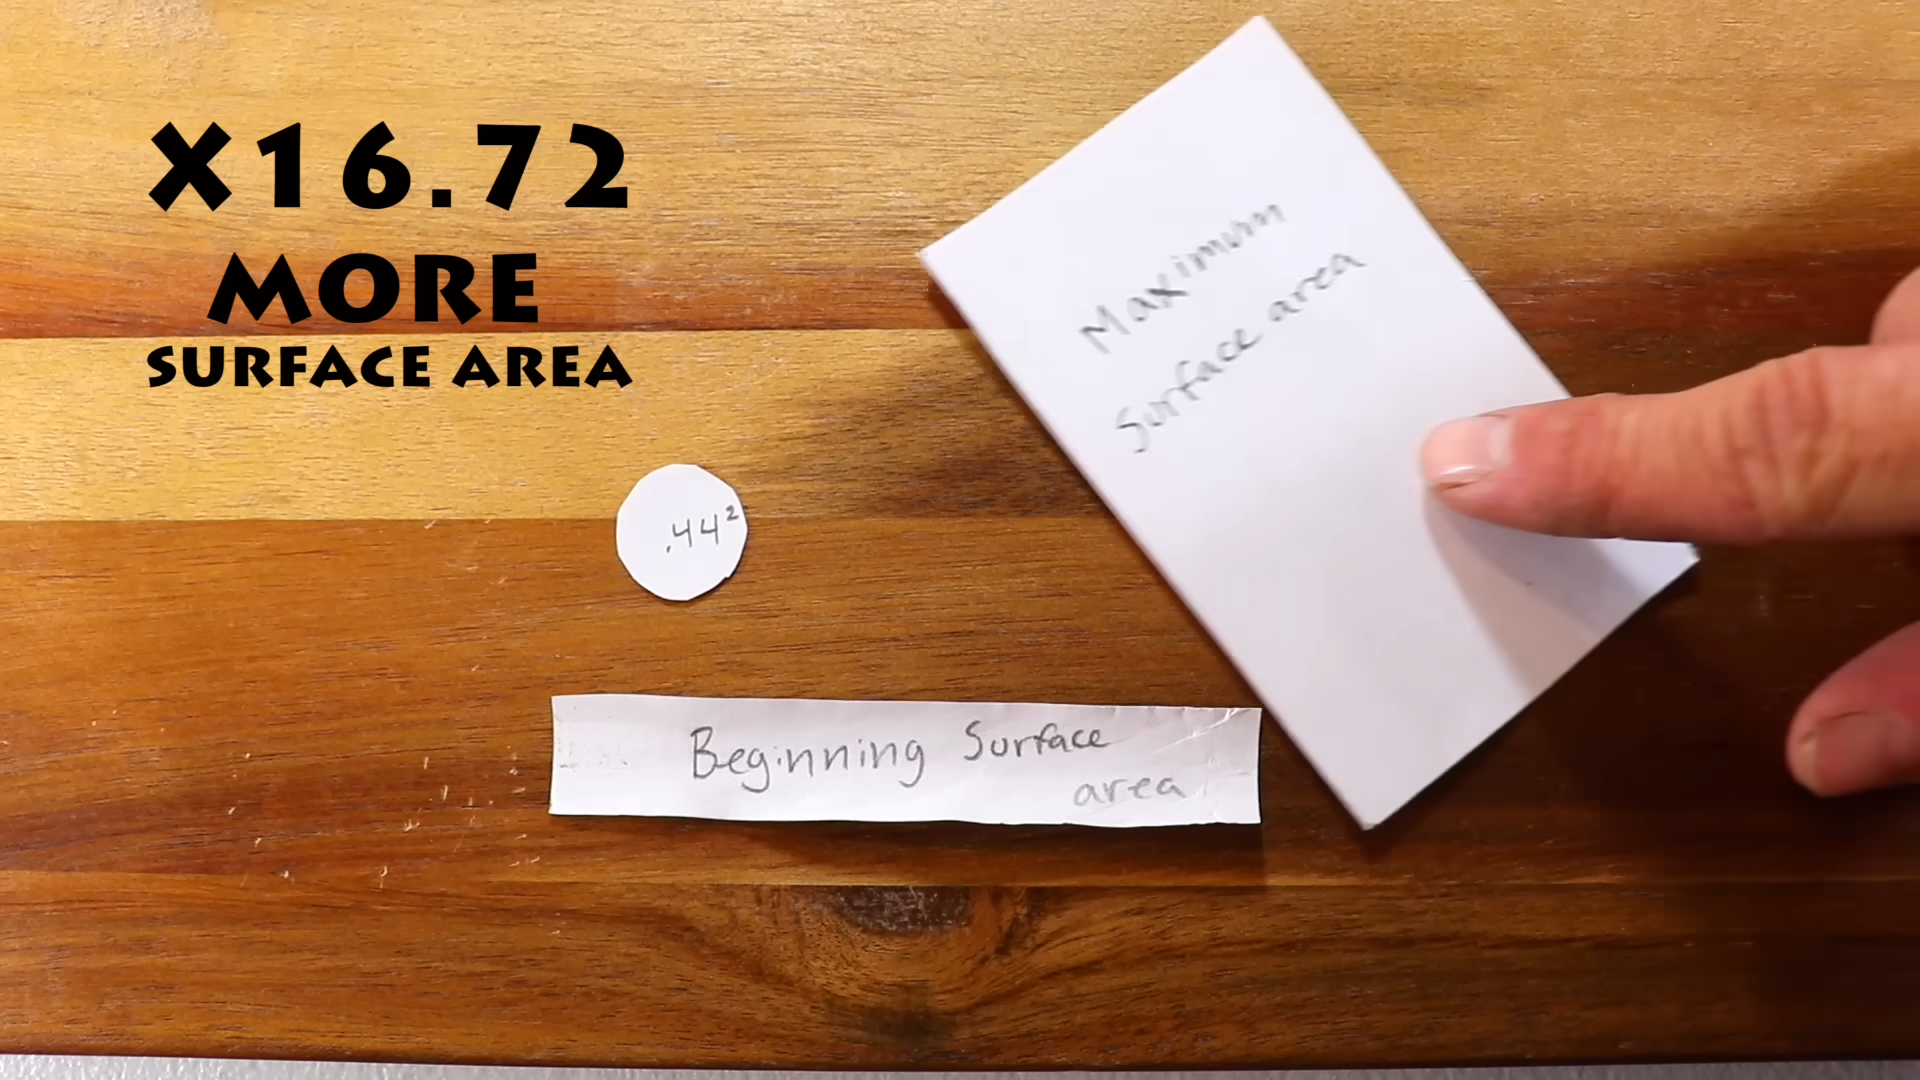 X16.72
MORE
SURFACE AREA
Maximum
Surface area
.44²
Beginning Surface
area